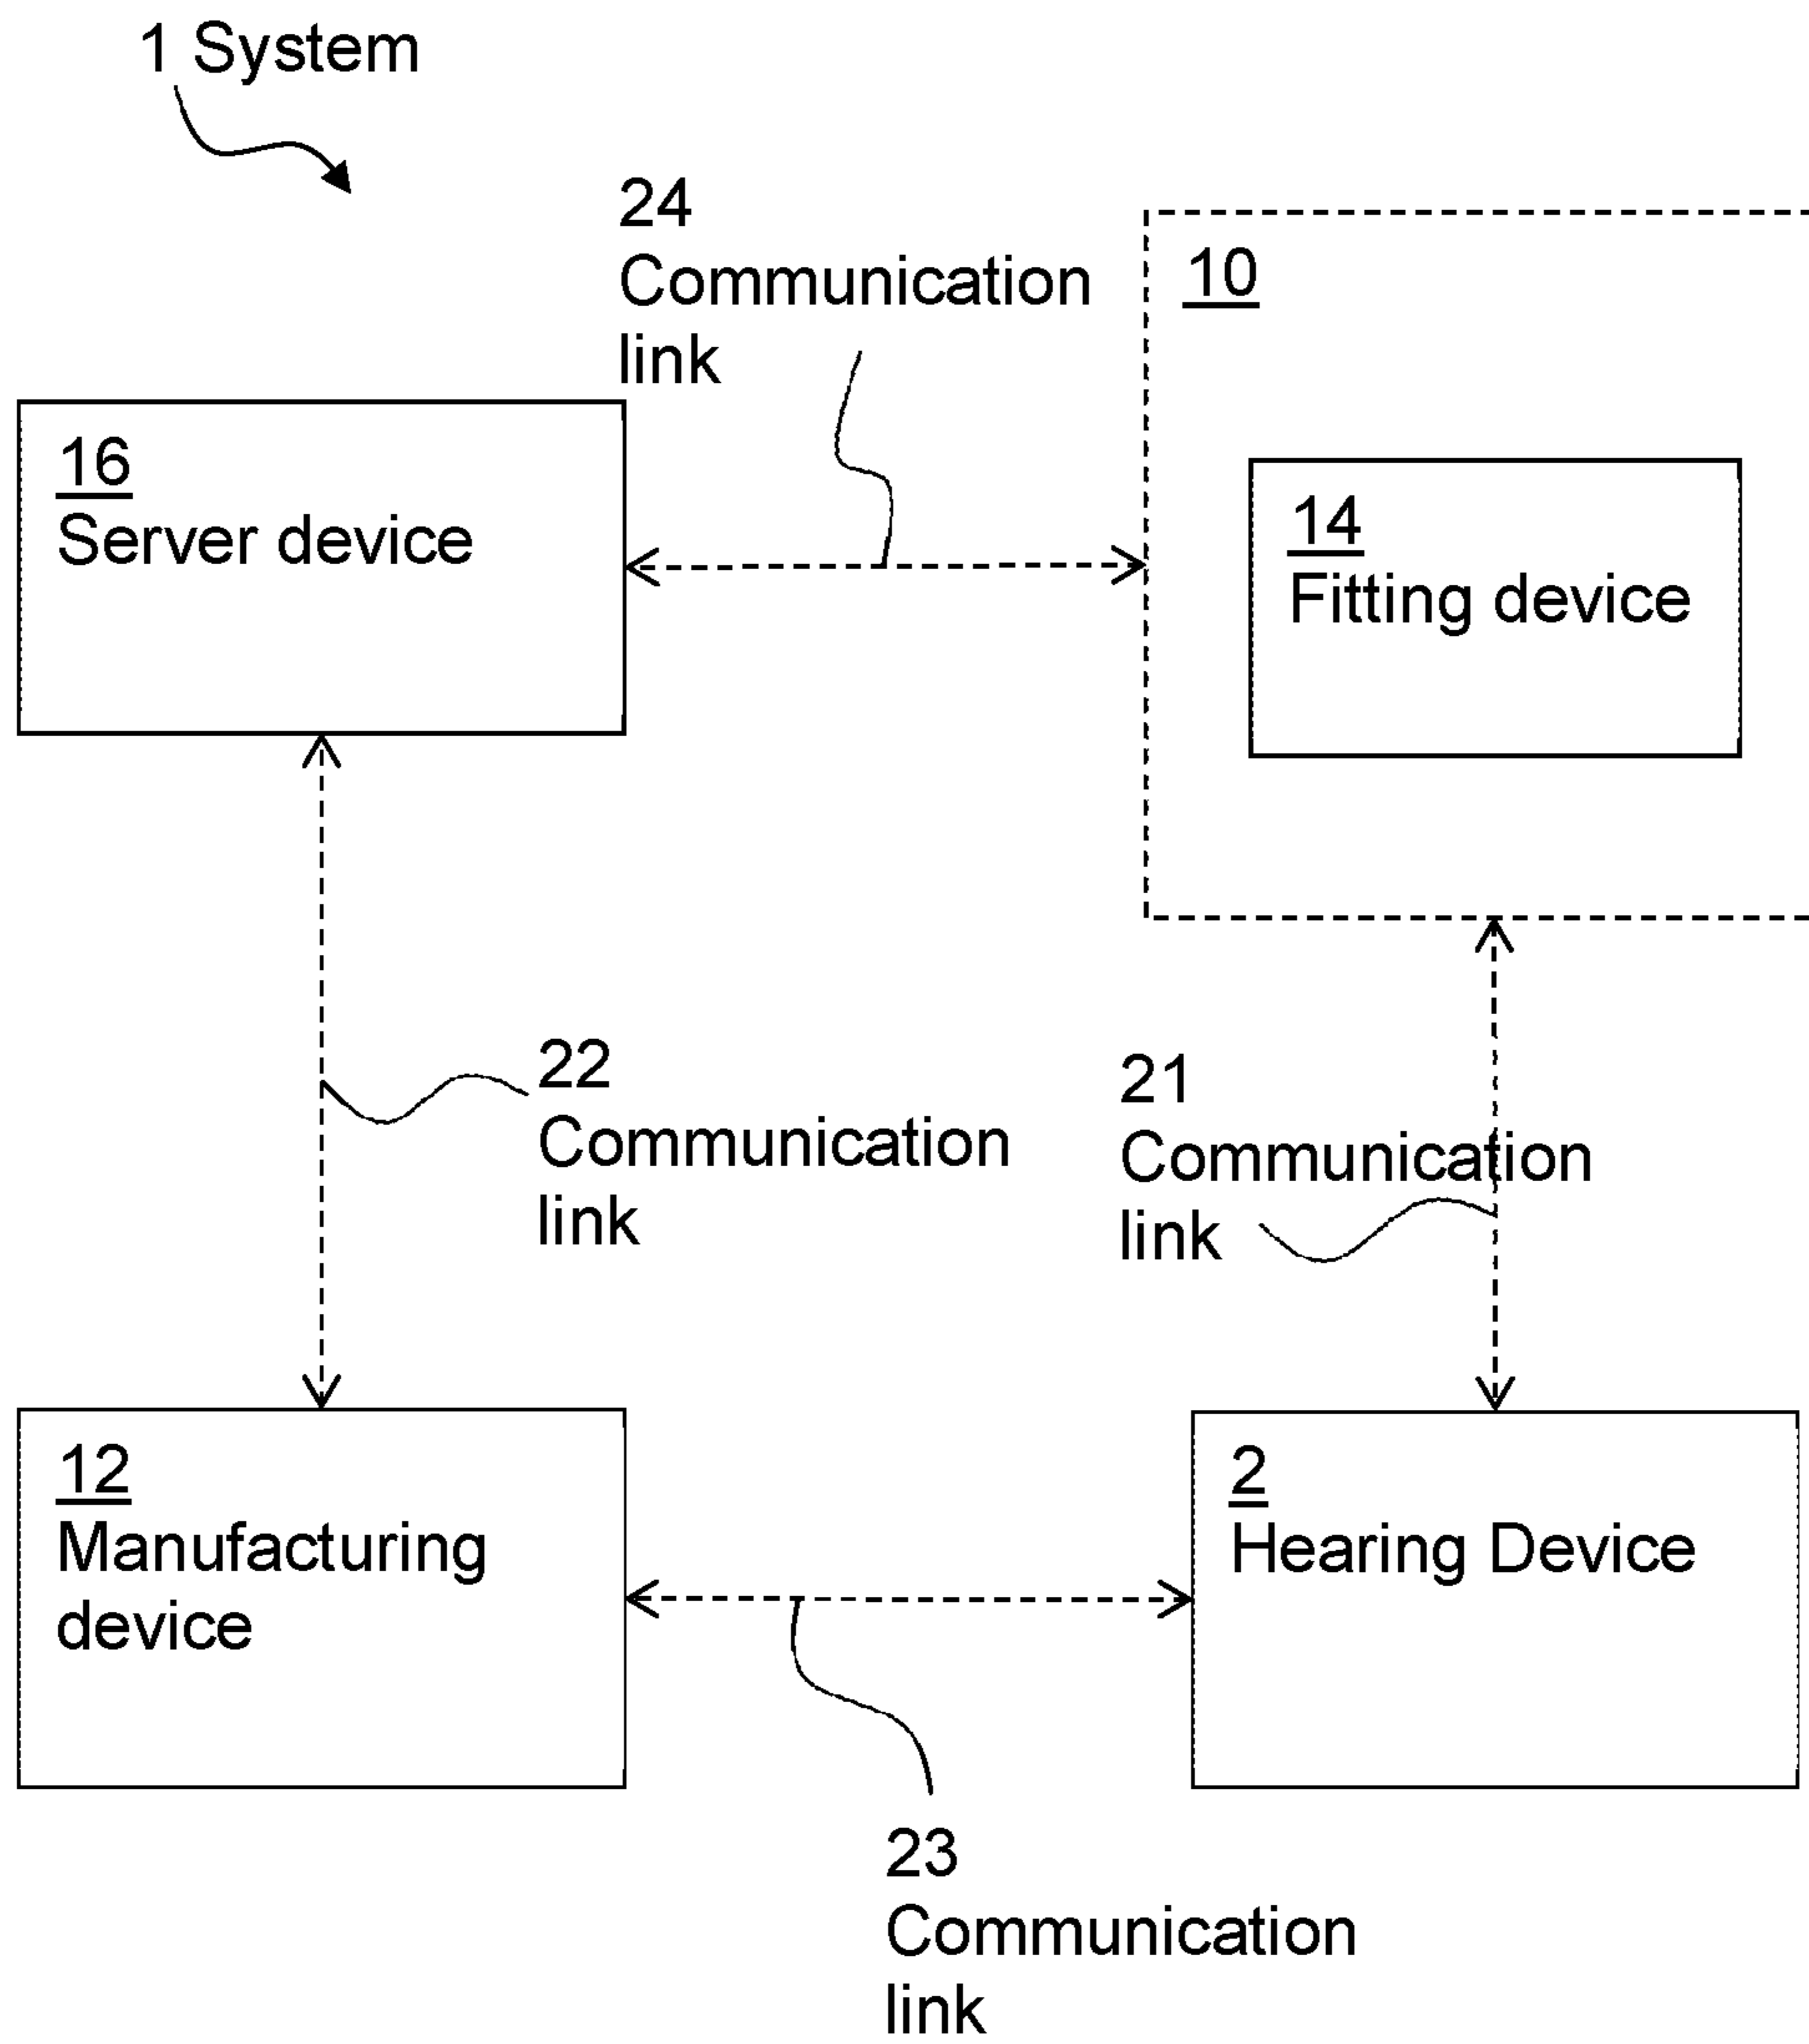 1 System
24
Communication
link
10
16
Server device
14
Fitting device
22
Communication
link
21
Communication
link
12
Manufacturing
device
2
Hearing Device
23
Communication
link